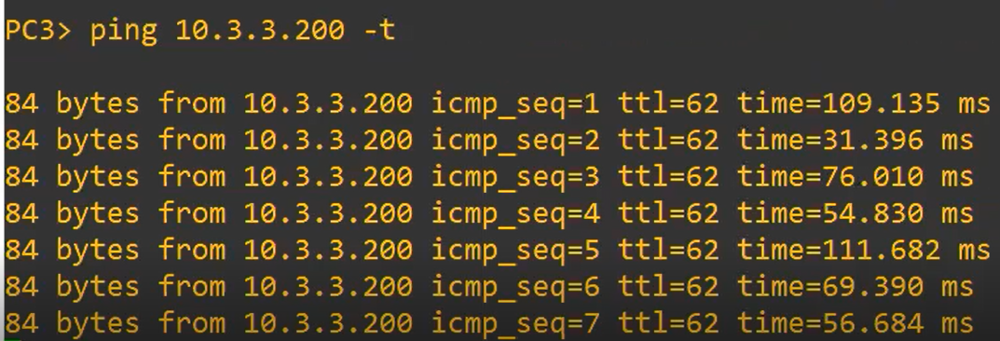 PC3> ping 10.3.3.200 -t
84 bytes from 10.3.3.200 icmp_seq=1 ttl=62 time=109.135 ms
84 bytes from 10.3.3.200 icmp_seq=2 ttl=62 time=31.396 ms
84 bytes from 10.3.3.200 icmp_seq=3 ttl=62 time=76.010 ms
84 bytes from 10.3.3.200 icmp_seq=4 ttl=62 time=54.830 ms
84 bytes from 10.3.3.200 icmp_seq=5 ttl=62 time=111.682 ms
84 bytes from 10.3.3.200 icmp_seq=6 ttl=62 time=69.390 ms
84 bytes from 10.3.3.200 icmp_seq=7 ttl=62 time=56.684 ms